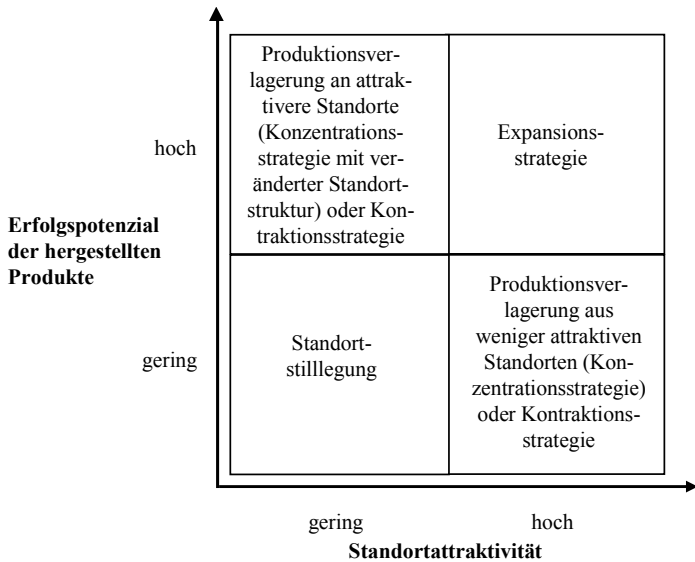 Produktionsver-
lagerung an attrak-
tivere Standorte
(Konzentrations-
strategie mit ver-
änderter Standort-
struktur) oder Kon-
traktionsstrategie
Expansions-
strategie
hoch
Erfolgspotenzial
der hergestellten
Produkte
gering
Standort-
stilllegung
Produktionsver-
lagerung aus
weniger attraktiven
Standorten (Kon-
zentrationsstrategie)
oder Kontraktions-
strategie
gering
hoch
Standortattraktivität